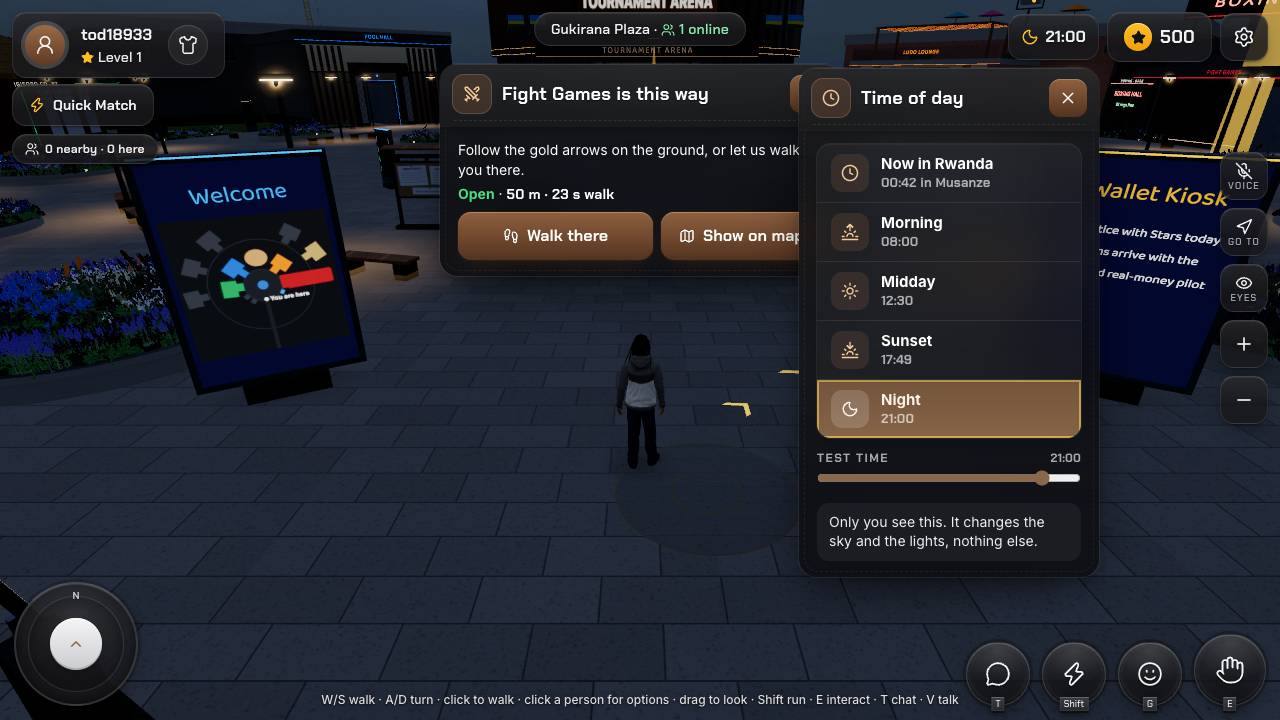 TOURNAMENT ARENA
tod18933
Level 1
POOL HALL
Gukirana Plaza · 1 online
TOURNAMENT ARENA
LUDO LOUNGE
21:00
500
Quick Match
0 nearby · 0 here
Fight Games is this way
Follow the gold arrows on the ground, or let us walk
you there.
Open · 50 m · 23 s walk
Walk there
Show on map
Time of day
Now in Rwanda
00:42 in Musanze
Morning
08:00
Midday
12:30
Sunset
17:49
Night
21:00
TEST TIME
21:00
Only you see this. It changes the
sky and the lights, nothing else.
Welcome
You are here
BOXING HALL
Wallet Kiosk
with Stars today
arrive with the
real-money pilot
VOICE
GO TO
EYES
N
W/S walk · A/D turn · click to walk · click a person for options · drag to look · Shift run · E interact · T chat · V talk
T
Shift
G
E